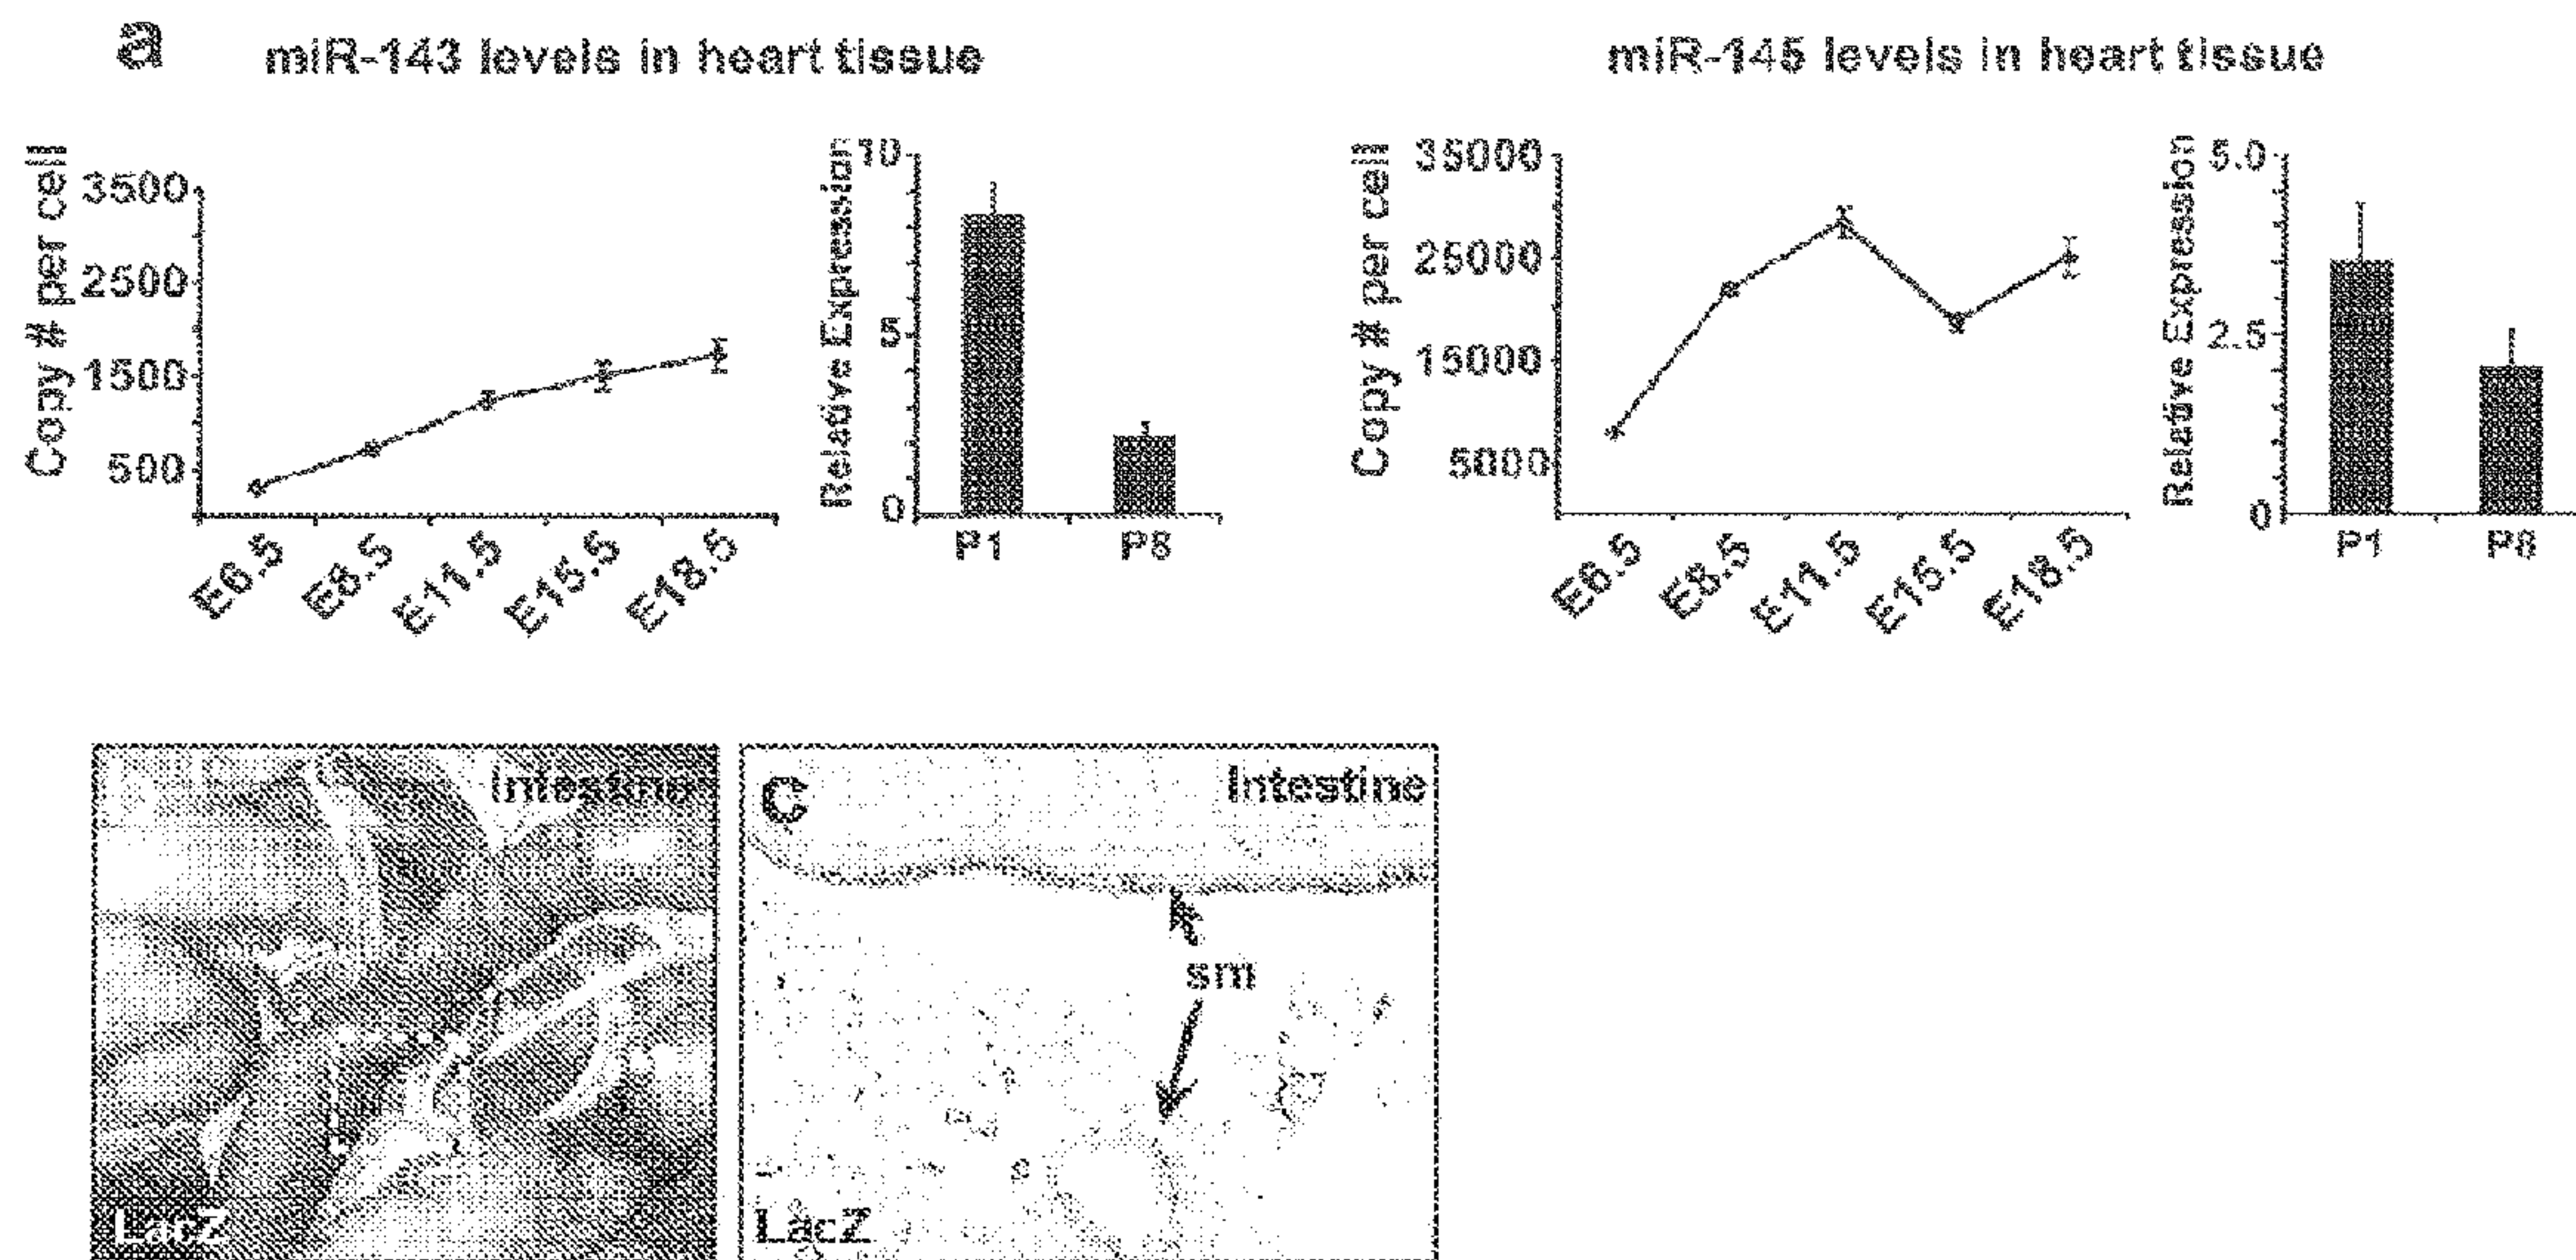 a
miR-143 levels in heart tissue
miR-145 levels in heart tissue
Copy # per cell
3500
2500
1500
500
E6.5
E8.5
E11.5
E15.5
E18.5
Relative Expression
10
5
0
P1
P8
Copy # per cell
35000
25000
15000
5000
E6.5
E8.5
E11.5
E15.5
E18.5
Relative Expression
5.0
2.5
0
P1
P8
Intestine
LacZ
c
Intestine
sm
LacZ